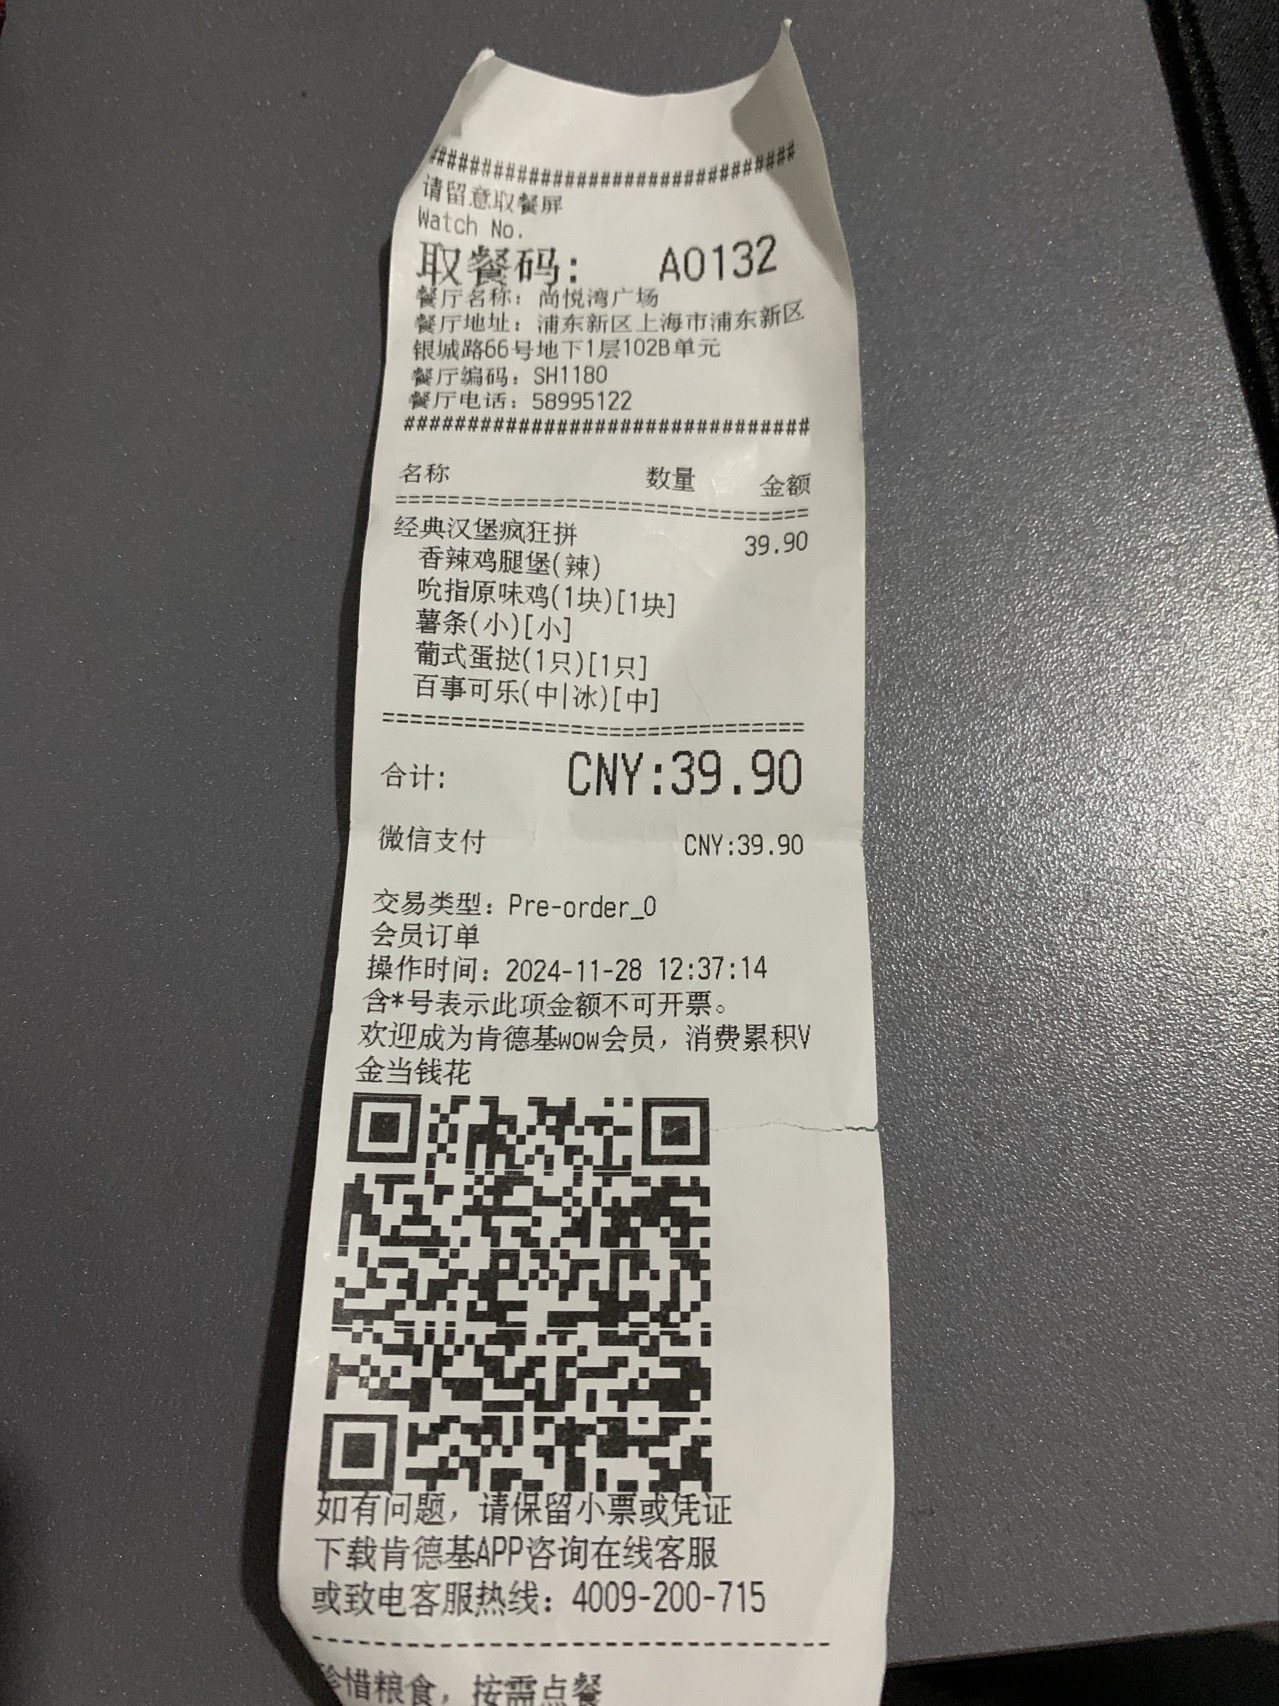 ################################
请留意取餐屏
Watch No.
取餐码: A0132
餐厅名称: 尚悦湾广场
餐厅地址: 浦东新区上海市浦东新区
银城路66号地下1层102B单元
餐厅编码: SH1180
餐厅电话: 58995122
################################
名称 数量 金额
================================
经典汉堡疯狂拼 39.90
香辣鸡腿堡(辣)
吮指原味鸡(1块)[1块]
薯条(小)[小]
葡式蛋挞(1只)[1只]
百事可乐(中|冰)[中]
================================
合计: CNY:39.90
微信支付 CNY:39.90
交易类型: Pre-order_0
会员订单
操作时间: 2024-11-28 12:37:14
含*号表示此项金额不可开票。
欢迎成为肯德基wow会员，消费累积V
金当钱花
如有问题，请保留小票或凭证
下载肯德基APP咨询在线客服
或致电客服热线: 4009-200-715
--------------------------------
珍惜粮食，按需点餐